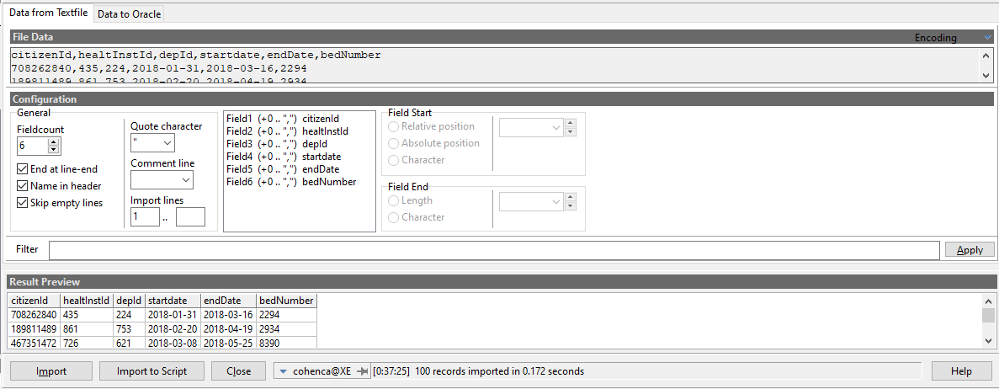 Data from Textfile Data to Oracle
File Data Encoding
citizenId,healtInstId,depId,startdate,endDate,bedNumber
708262840,435,224,2018-01-31,2018-03-16,2294
189811489,861,753,2018-02-20,2018-04-19,2934
Configuration
General
Fieldcount
6
End at line-end
Name in header
Skip empty lines
Quote character
"
Comment line
Import lines
1 ..
Field1 (+0 .. ",") citizenId
Field2 (+0 .. ",") healtInstId
Field3 (+0 .. ",") depId
Field4 (+0 .. ",") startdate
Field5 (+0 .. ",") endDate
Field6 (+0 .. ",") bedNumber
Field Start
Relative position
Absolute position
Character
Field End
Length
Character
Filter Apply
Result Preview
citizenId healtInstId depId startdate endDate bedNumber
708262840 435 224 2018-01-31 2018-03-16 2294
189811489 861 753 2018-02-20 2018-04-19 2934
467351472 726 621 2018-03-08 2018-05-25 8390
Import Import to Script Close cohenca@XE [0:37:25] 100 records imported in 0.172 seconds Help